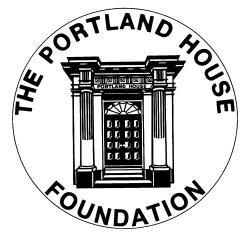 THE PORTLAND HOUSE
PORTLAND HOUSE
FOUNDATION